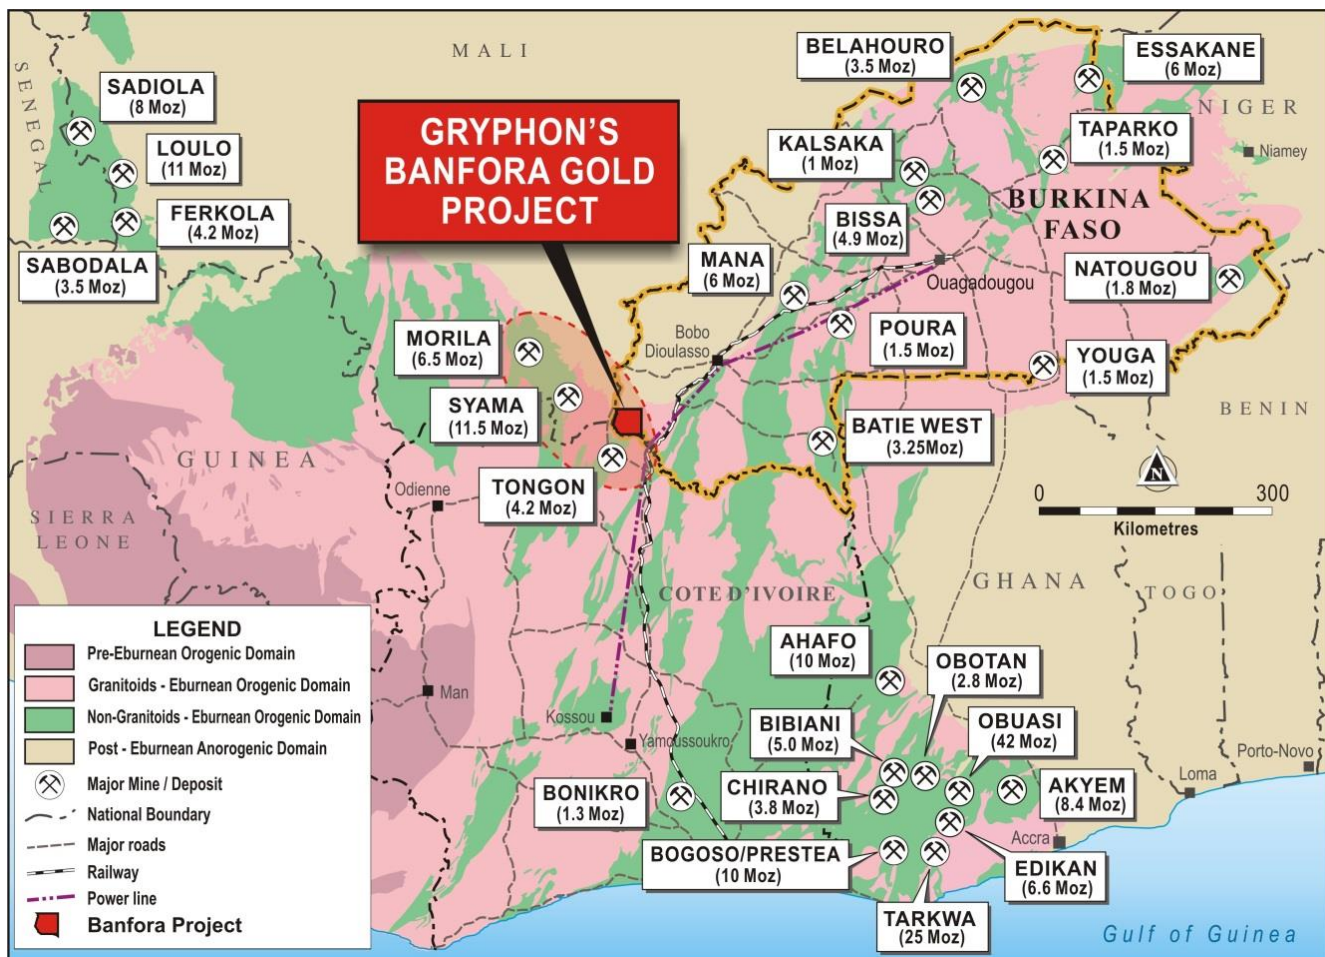 MALI
SENEGAL
SADIOLA
(8 Moz)
LOULO
(11 Moz)
FERKOLA
(4.2 Moz)
SABODALA
(3.5 Moz)
GRYPHON'S
BANFORA GOLD
PROJECT
BELAHOURO
(3.5 Moz)
ESSAKANE
(6 Moz)
NIGER
Niamey
KALSAKA
(1 Moz)
TAPARKO
(1.5 Moz)
BISSA
(4.9 Moz)
BURKINA
FASO
MANA
(6 Moz)
Ouagadougou
NATOUGOU
(1.8 Moz)
MORILA
(6.5 Moz)
Bobo
Dioulasso
POURA
(1.5 Moz)
YOUGA
(1.5 Moz)
SYAMA
(11.5 Moz)
BATIE WEST
(3.25Moz)
BENIN
GUINEA
TONGON
(4.2 Moz)
Odienne
N
0 300
Kilometres
SIERRA
LEONE
COTE D'IVOIRE
GHANA
TOGO
AHAFO
(10 Moz)
OBOTAN
(2.8 Moz)
Man
Kossou
Yamoussoukro
BIBIANI
(5.0 Moz)
OBUASI
(42 Moz)
Porto-Novo
Loma
BONIKRO
(1.3 Moz)
CHIRANO
(3.8 Moz)
AKYEM
(8.4 Moz)
Accra
BOGOSO/PRESTEA
(10 Moz)
EDIKAN
(6.6 Moz)
TARKWA
(25 Moz)
Gulf of Guinea
LEGEND
Pre-Eburnean Orogenic Domain
Granitoids - Eburnean Orogenic Domain
Non-Granitoids - Eburnean Orogenic Domain
Post - Eburnean Anorogenic Domain
Major Mine / Deposit
National Boundary
Major roads
Railway
Power line
Banfora Project